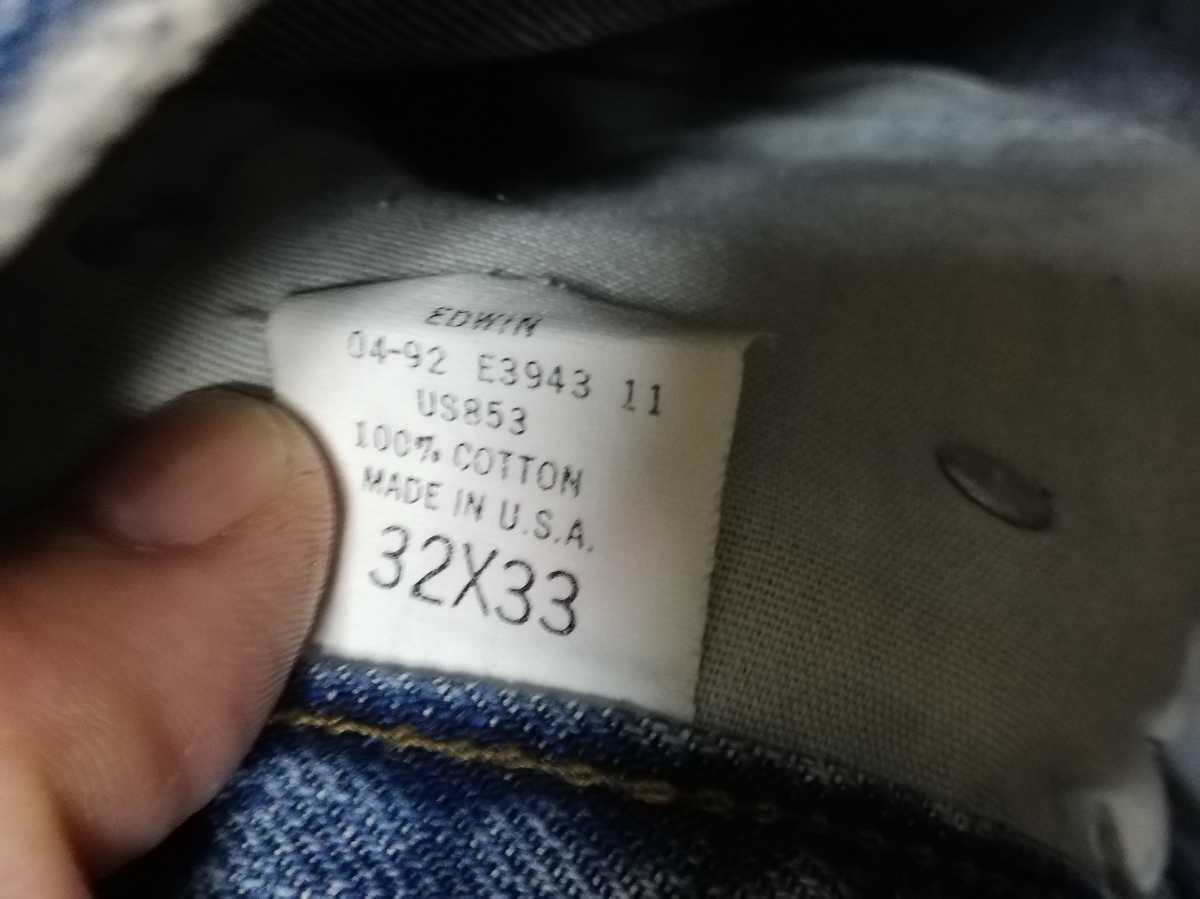 EDWIN
04-92 E3943 11
US853
100% COTTON
MADE IN U.S.A.
32X33